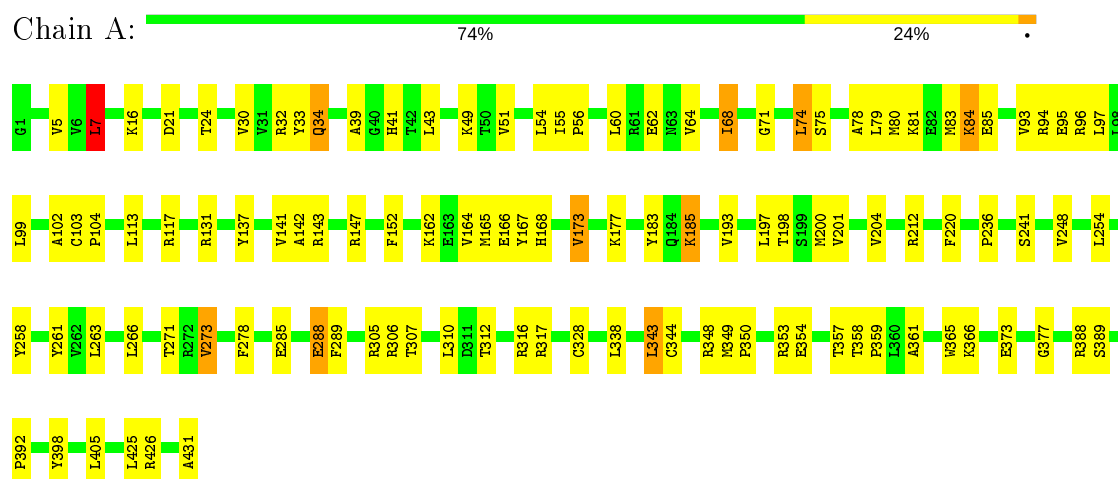 Chain A:
74% 24% •
G1 V5 V6 L7 K16 D21 T24 V30 V31 R32 Y33 Q34 A39 G40 H41 T42 L43 K49 T50 V51 L54 I55 P56 L60 R61 E62 N63 V64 I68 G71 L74 S75 A78 L79 M80 K81 E82 M83 K84 E85 V93 R94 E95 R96 L97
L99 A102 C103 P104 L113 R117 R131 Y137 V141 A142 R143 R147 F152 K162 E163 V164 M165 E166 Y167 H168 V173 K177 Y183 Q184 K185 V193 L197 T198 S199 M200 V201 V204 R212 F220 P236 S241 V248 L254
Y258 Y261 V262 L263 L266 T271 R272 V273 F278 E285 E288 F289 R305 R306 T307 L310 D311 T312 R316 R317 C328 L338 L343 C344 R348 M349 P350 R353 E354 T357 T358 P359 L360 A361 W365 K366 E373 G377 R388 S389
P392 Y398 L405 L425 R426 A431